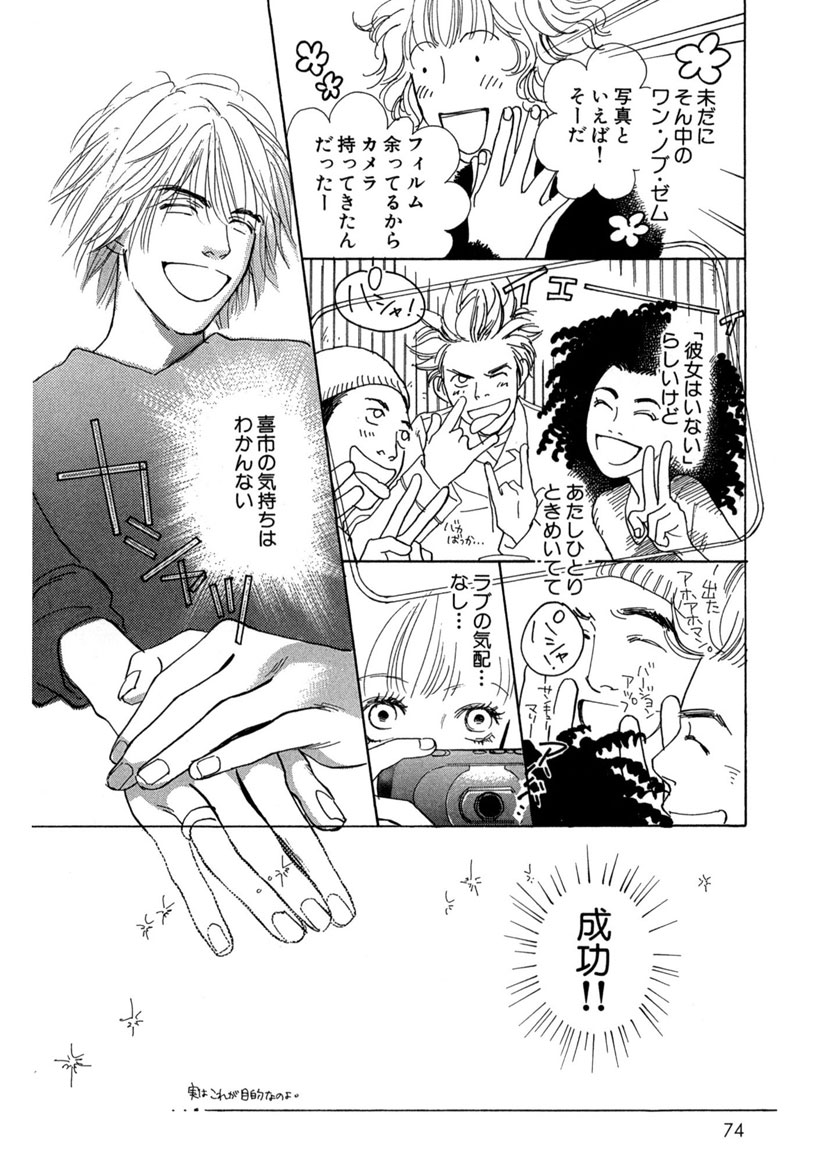 未だに
そん中の
ワン・ノブ・ゼム
写真と
いえば！
そーだ
フィルム
余ってるから
カメラ
持ってきたん
だったー
イエーーイ
「彼女はいない」
らしいけど
パシャ！
バカ
ばっか…
あたしひとり
ときめいてて
出た
アホアホマン。
バージョン
アップ
サンキュー
マリー
パシャ
ラブの気配…
なし…
喜市の気持ちは
わかんない
カシャッ
成功!!
実はこれが目的なのよ。
74